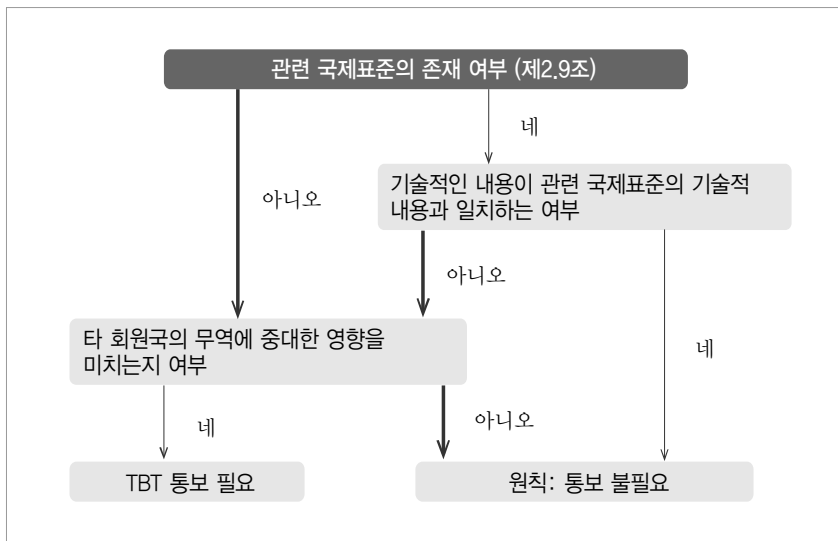 관련 국제표준의 존재 여부 (제2.9조)
네
기술적인 내용이 관련 국제표준의 기술적
내용과 일치하는 여부
아니오
아니오
타 회원국의 무역에 중대한 영향을
미치는지 여부
네
네
아니오
TBT 통보 필요
원칙: 통보 불필요